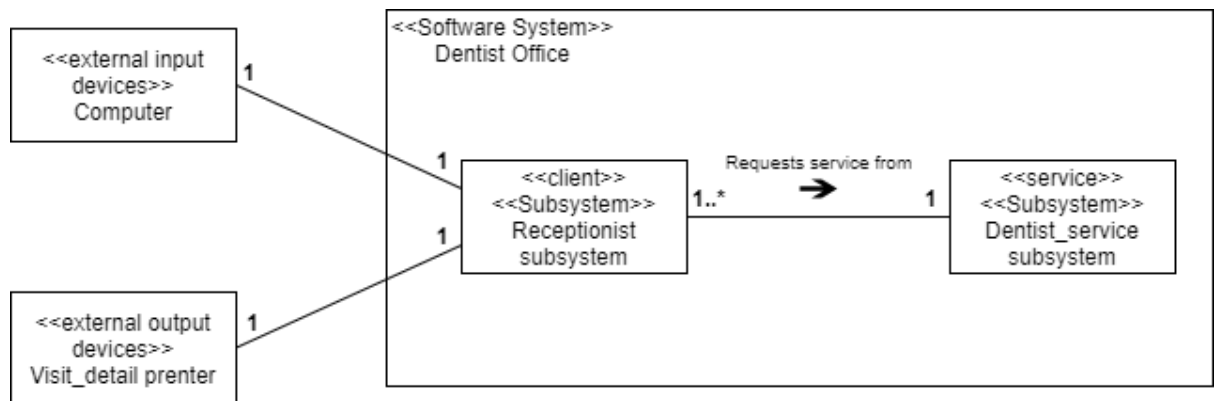 <<Software System>>
Dentist Office
<<external input
devices>>
Computer
1
1
<<client>>
<<Subsystem>>
Receptionist
subsystem
1..*
Requests service from
1
<<service>>
<<Subsystem>>
Dentist_service
subsystem
1
1
<<external output
devices>>
Visit_detail prenter